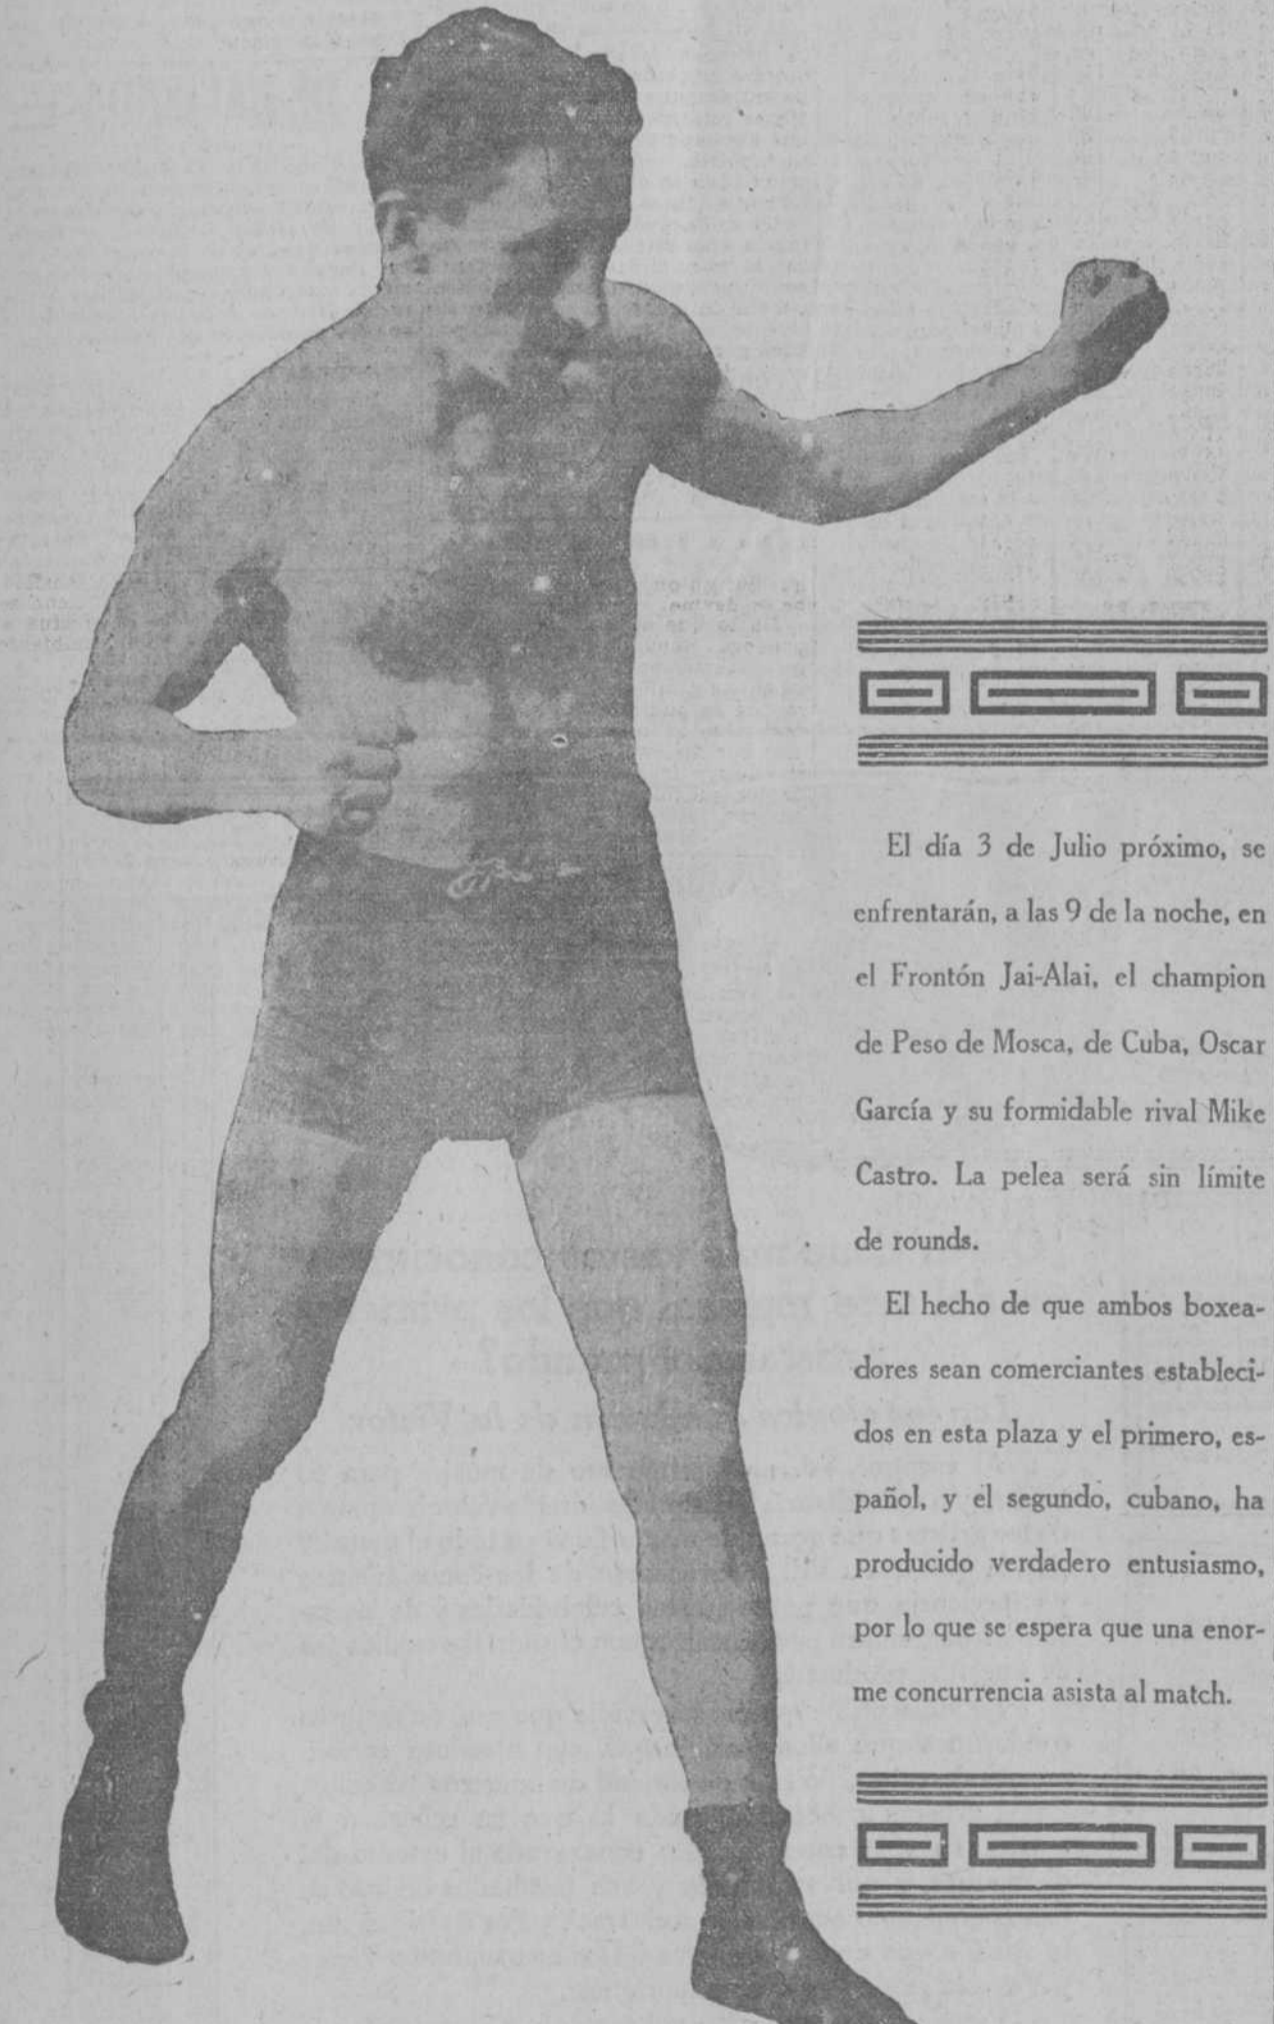 El día 3 de Julio próximo, se
enfrentarán, a las 9 de la noche, en
el Frontón Jai-Alai, el champion
de Peso de Mosca, de Cuba, Oscar
García y su formidable rival Mike
Castro. La pelea será sin límite
de rounds.
El hecho de que ambos boxea-
dores sean comerciantes estableci-
dos en esta plaza y el primero, es-
pañol, y el segundo, cubano, ha
producido verdadero entusiasmo,
por lo que se espera que una enor-
me concurrencia asista al match.